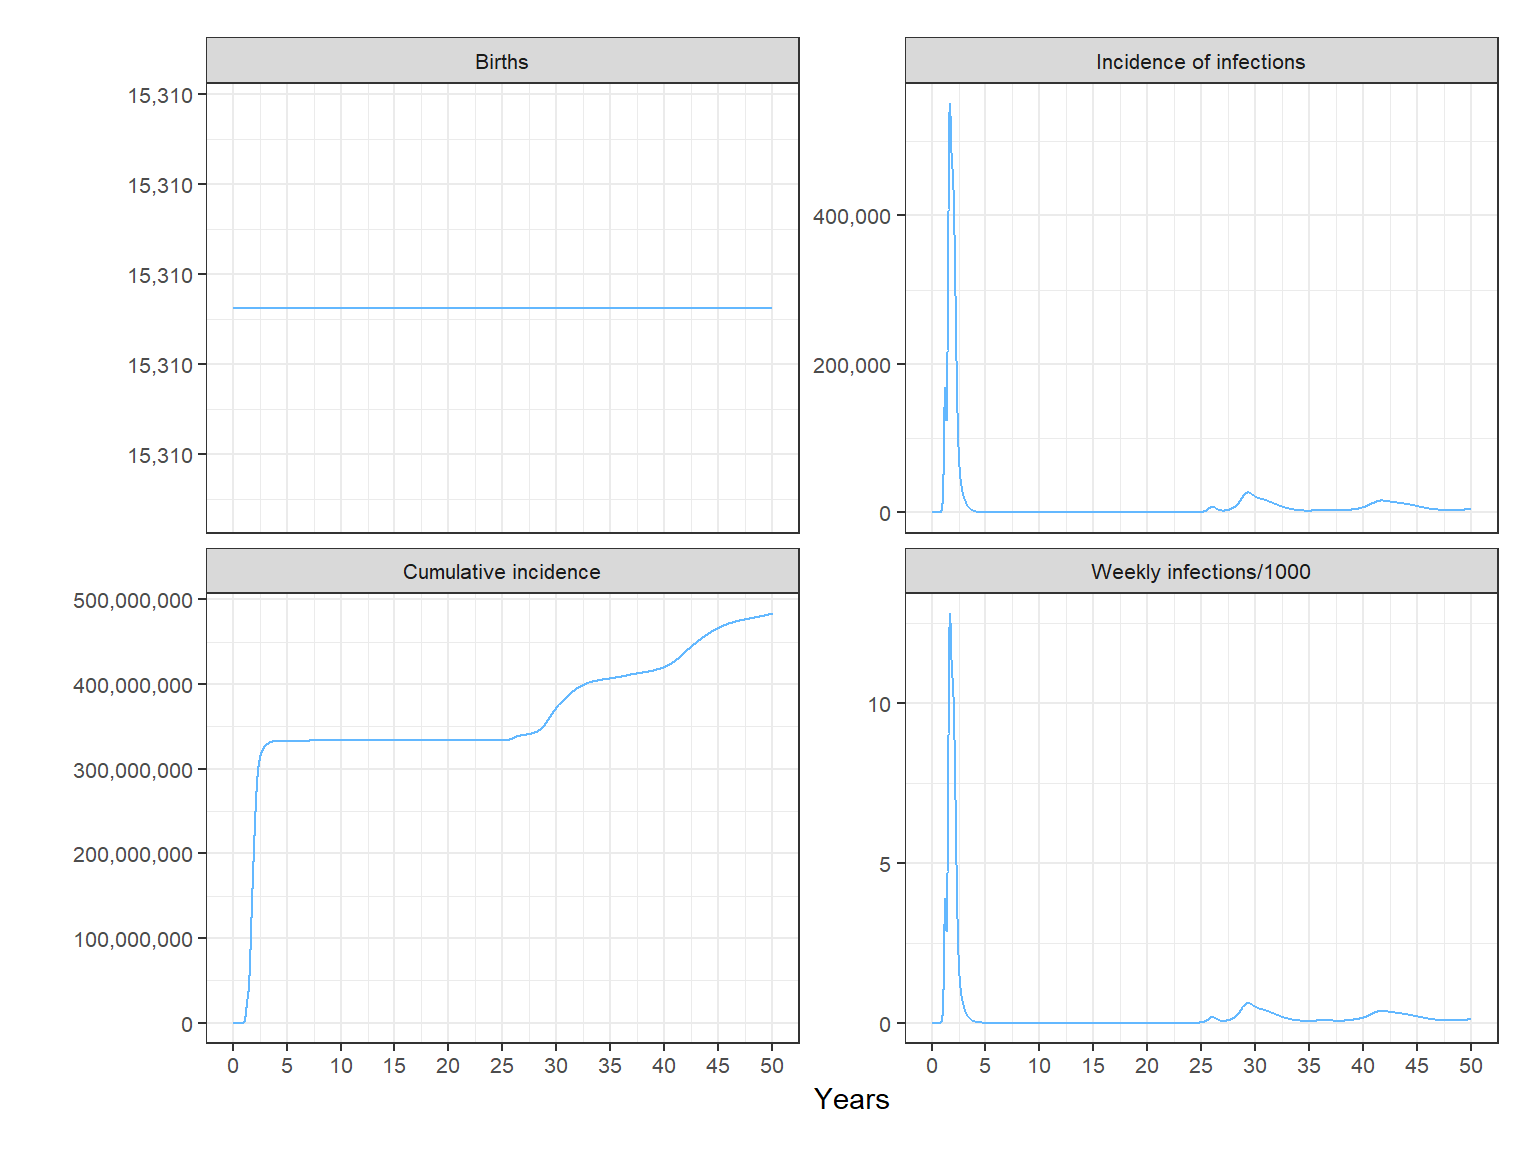 Births
15,310
15,310
15,310
15,310
15,310
Incidence of infections
400,000
200,000
0
Cumulative incidence
500,000,000
400,000,000
300,000,000
200,000,000
100,000,000
0
0 5 10 15 20 25 30 35 40 45 50
Weekly infections/1000
10
5
0
0 5 10 15 20 25 30 35 40 45 50
Years